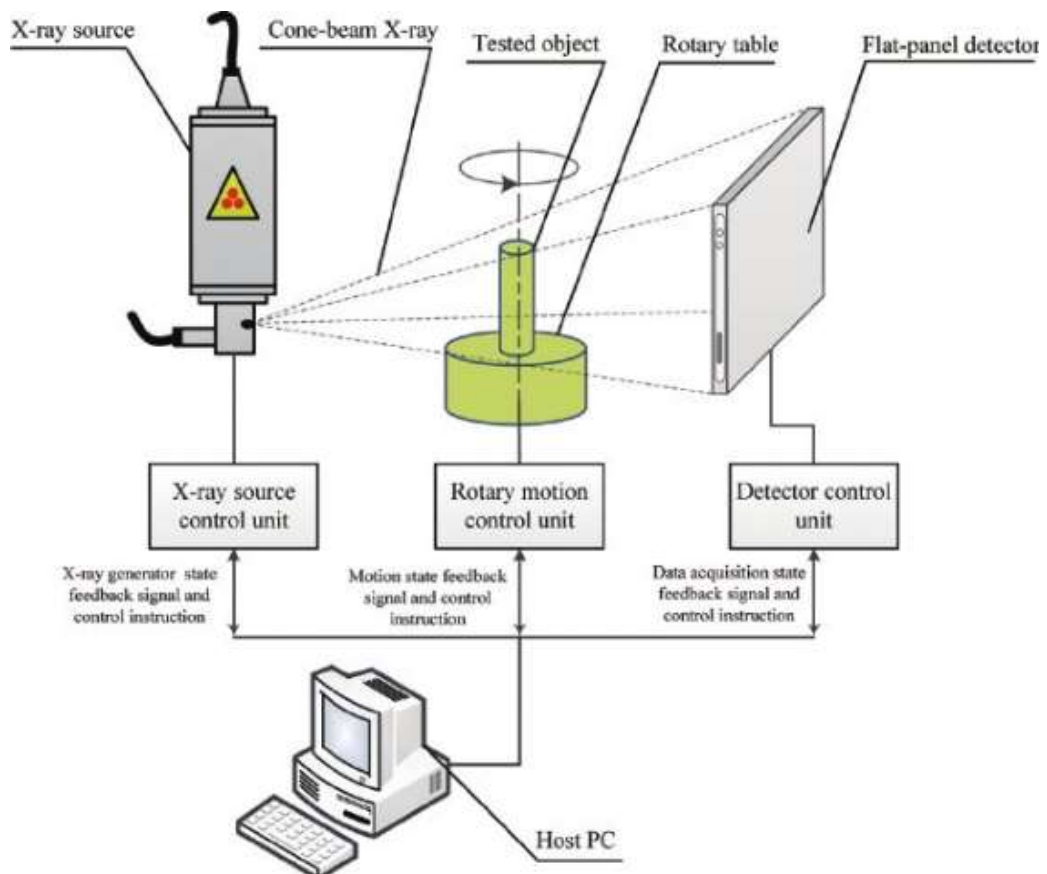 X-ray source
Cone-beam X-ray
Tested object
Rotary table
Flat-panel detector
X-ray source
control unit
Rotary motion
control unit
Detector control
unit
X-ray generator state
feedback signal and
control instruction
Motion state feedback
signal and control
instruction
Data acquisition state
feedback signal and
control instruction
Host PC